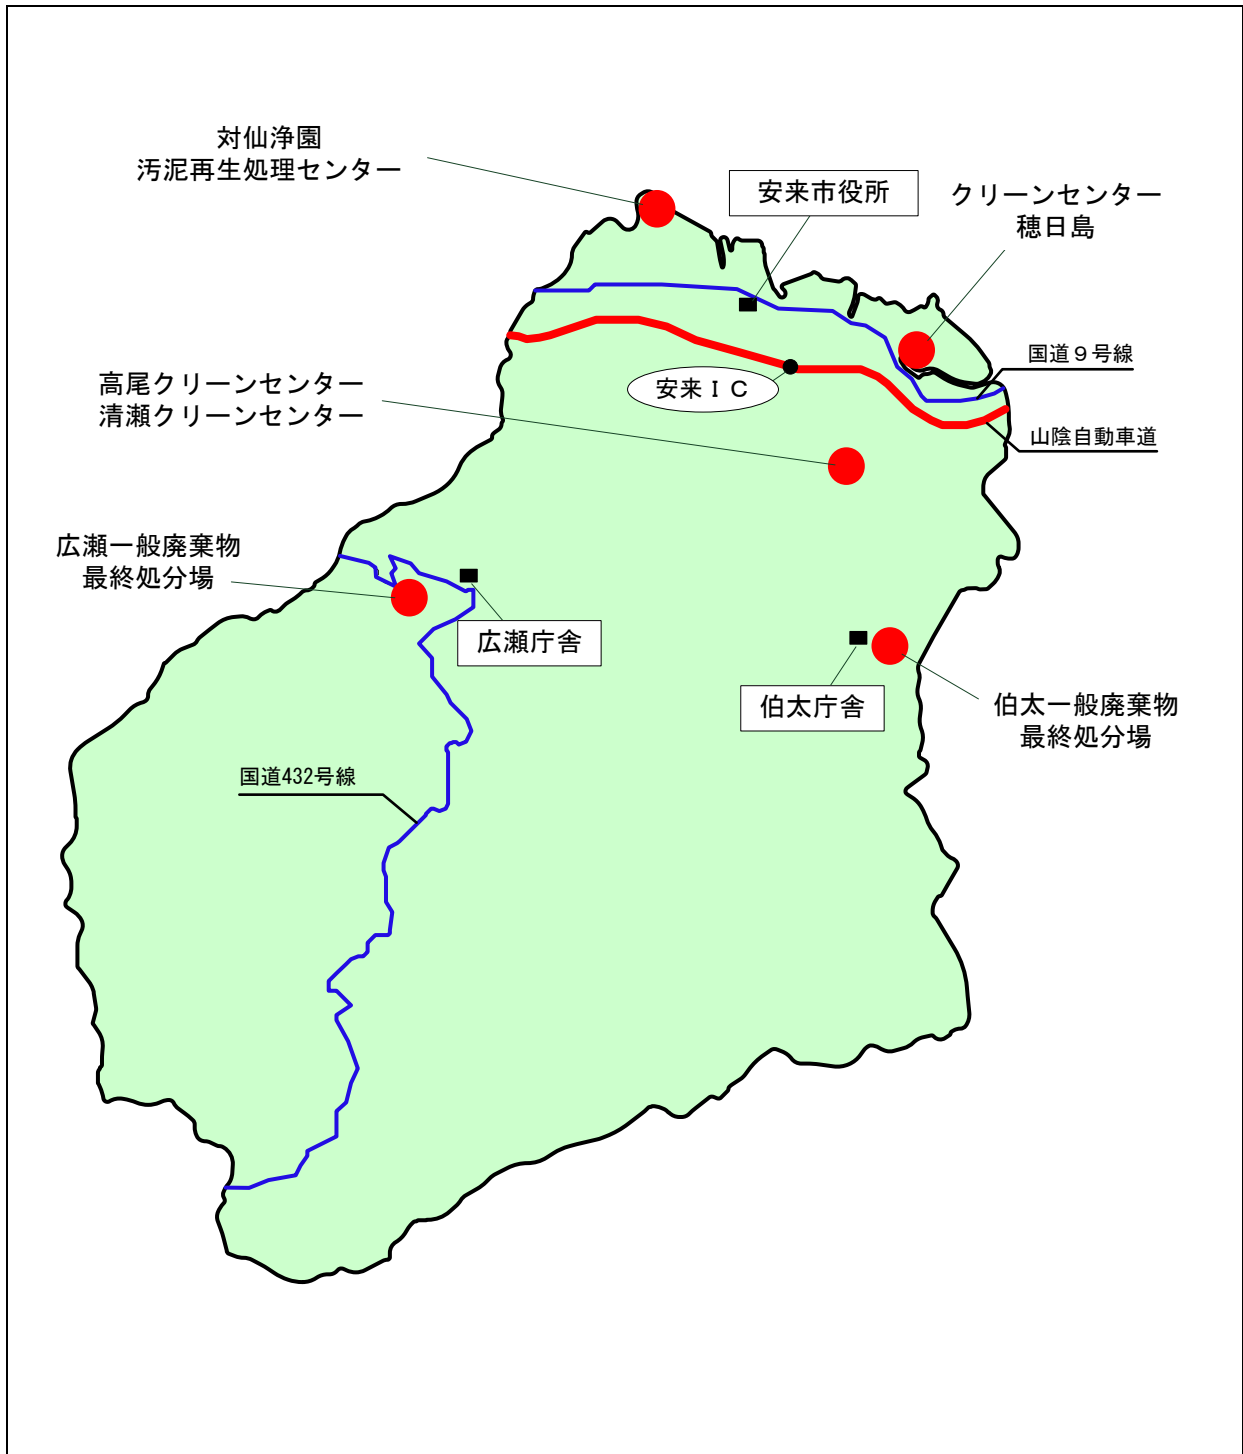 対仙浄園
汚泥再生処理センター
安来市役所
クリーンセンター
穂日島
国道９号線
高尾クリーンセンター
清瀬クリーンセンター
安来ＩＣ
山陰自動車道
広瀬一般廃棄物
最終処分場
広瀬庁舎
伯太庁舎
伯太一般廃棄物
最終処分場
国道432号線